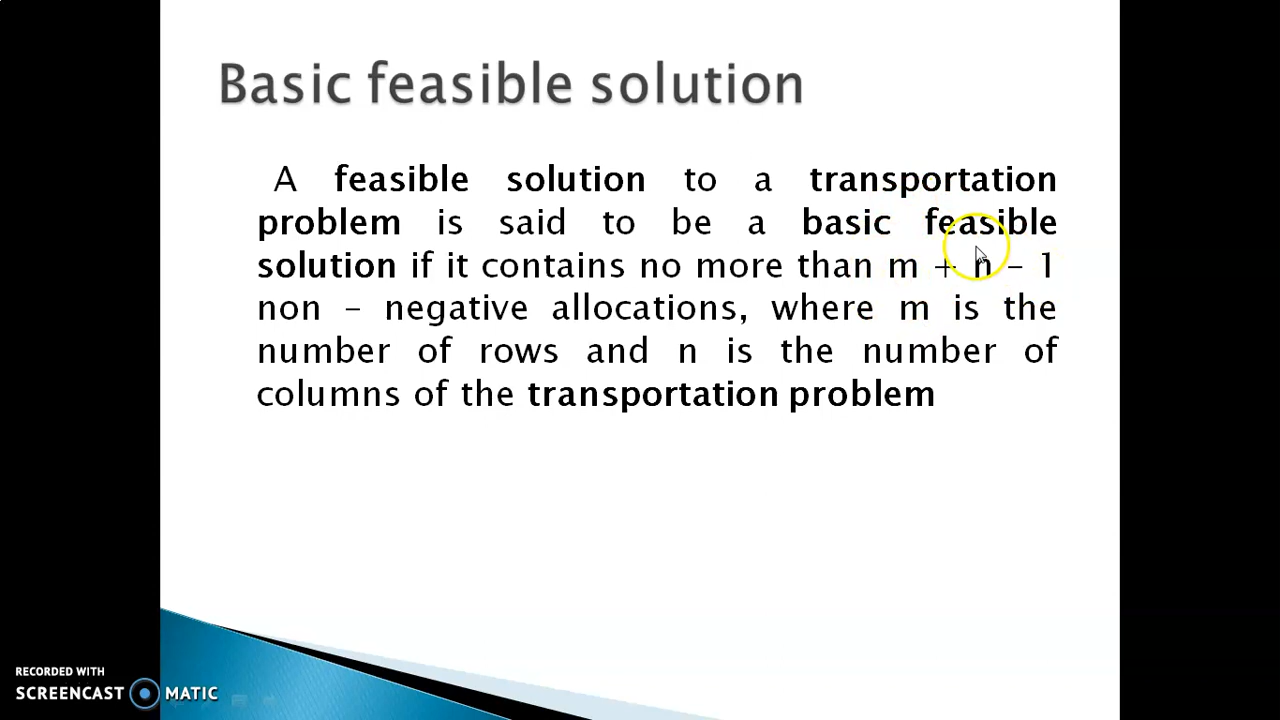 Basic feasible solution
A feasible solution to a transportation
problem is said to be a basic feasible
solution if it contains no more than m + n – 1
non – negative allocations, where m is the
number of rows and n is the number of
columns of the transportation problem
RECORDED WITH
SCREENCAST MATIC